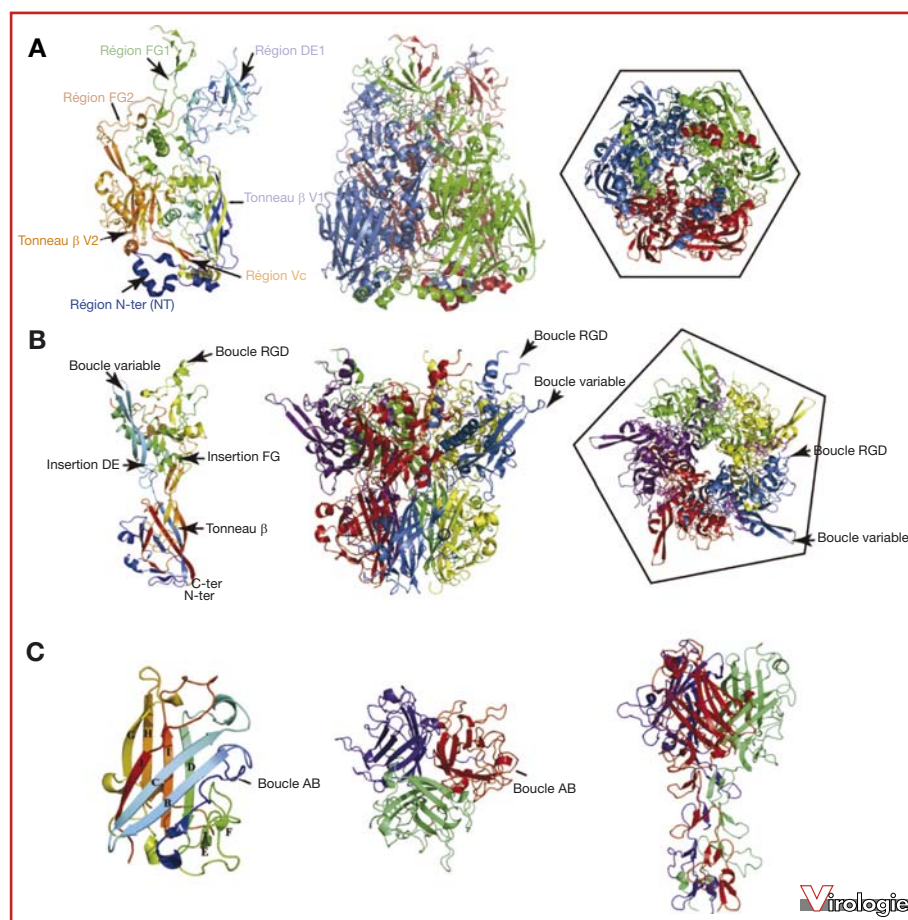 A
Région FG1
Région DE1
Région FG2
Tonneau β V1
Tonneau β V2
Région Vc
Région N-ter (NT)
B
Boucle RGD
Boucle variable
Insertion DE
Insertion FG
Tonneau β
C-ter
N-ter
Boucle RGD
Boucle variable
Boucle RGD
Boucle variable
C
G
H
I
D
C
B
F
E
Boucle AB
Boucle AB
Virologie